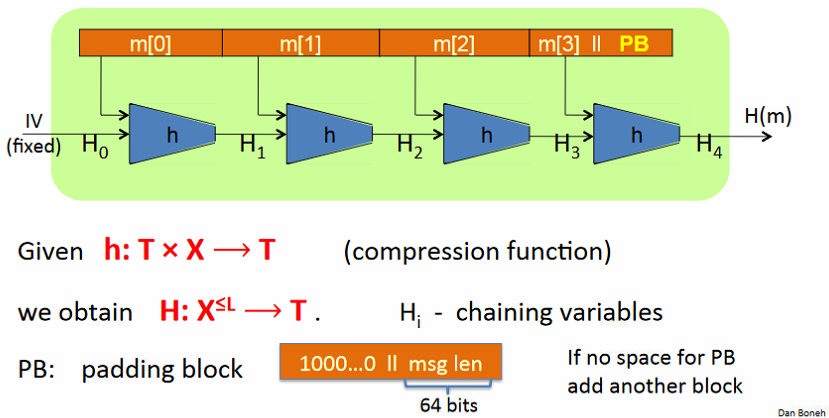 m[0] m[1] m[2] m[3] ll PB
IV
(fixed)
H₀ h H₁ h H₂ h H₃ h H₄
H(m)
Given h: T × X ⟶ T (compression function)
we obtain H: X≤L ⟶ T . Hᵢ - chaining variables
PB: padding block 1000...0 ll msg len
64 bits
If no space for PB
add another block
Dan Boneh